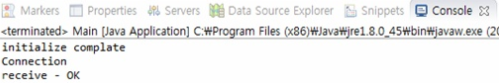 Markers Properties Servers Data Source Explorer Snippets Console
<terminated> Main [Java Application] C:₩Program Files (x86)₩Java₩jre1.8.0_45₩bin₩javaw.exe (20
initialize complate
Connection
receive - OK